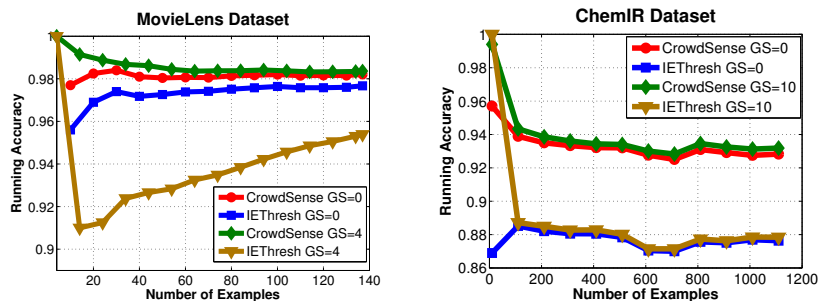 MovieLens Dataset
1
0.98
0.96
0.94
0.92
0.9
Running Accuracy
CrowdSense GS=0
IEThresh GS=0
CrowdSense GS=4
IEThresh GS=4
20 40 60 80 100 120 140
Number of Examples
ChemIR Dataset
1
0.98
0.94
0.92
0.9
0.88
0.86
Running Accuracy
CrowdSense GS=0
IEThresh GS=0
CrowdSense GS=10
IEThresh GS=10
0 200 400 600 800 1000 1200
Number of Examples